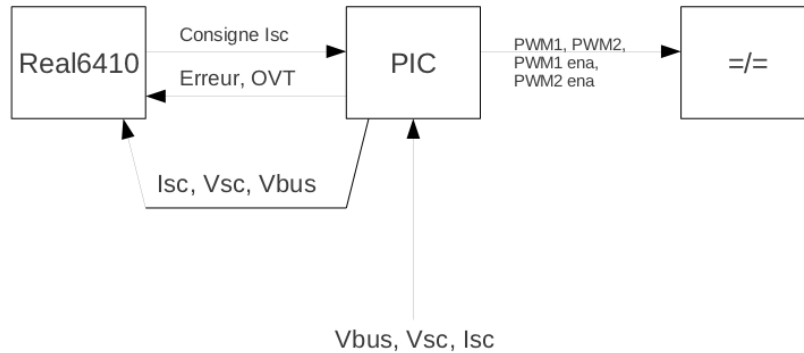 Real6410
Consigne Isc
Erreur, OVT
PIC
PWM1, PWM2,
PWM1 ena,
PWM2 ena
=/=
Isc, Vsc, Vbus
Vbus, Vsc, Isc